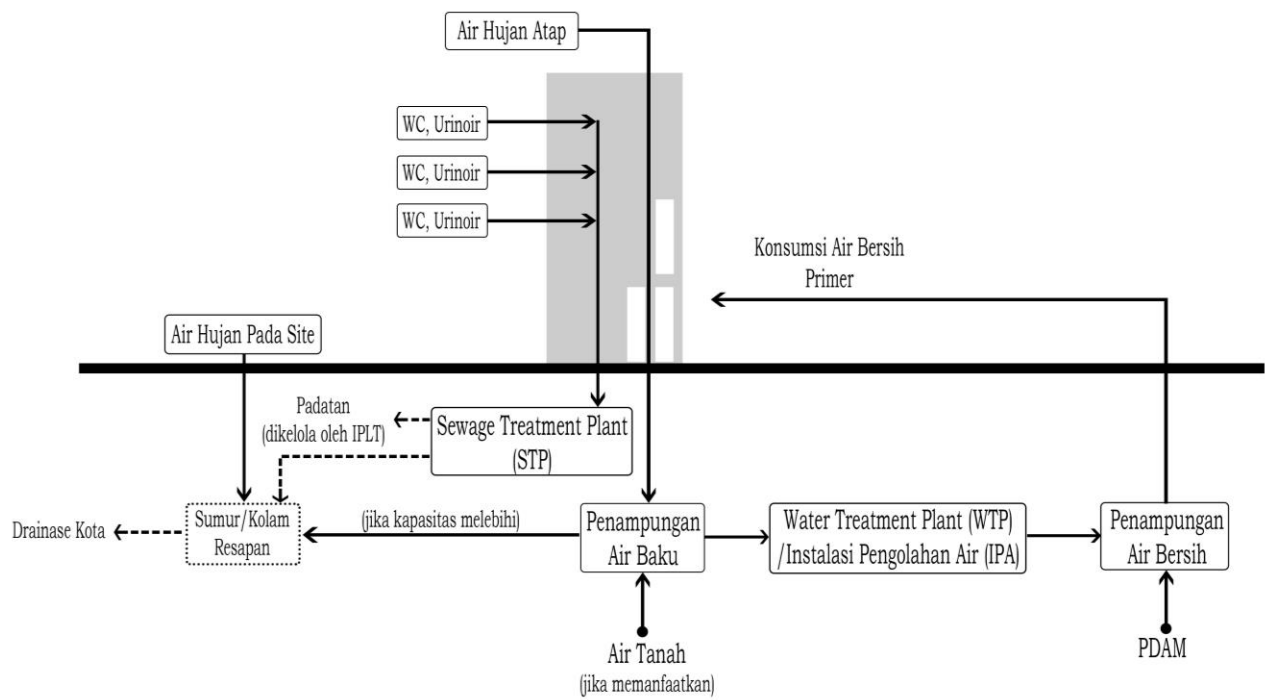 Air Hujan Atap
WC, Urinoir
WC, Urinoir
WC, Urinoir
Konsumsi Air Bersih
Primer
Air Hujan Pada Site
Padatan
(dikelola oleh IPLT)
Sewage Treatment Plant
(STP)
Drainase Kota
Sumur/Kolam
Resapan
(jika kapasitas melebihi)
Penampungan
Air Baku
Water Treatment Plant (WTP)
/Instalasi Pengolahan Air (IPA)
Penampungan
Air Bersih
Air Tanah
(jika memanfaatkan)
PDAM